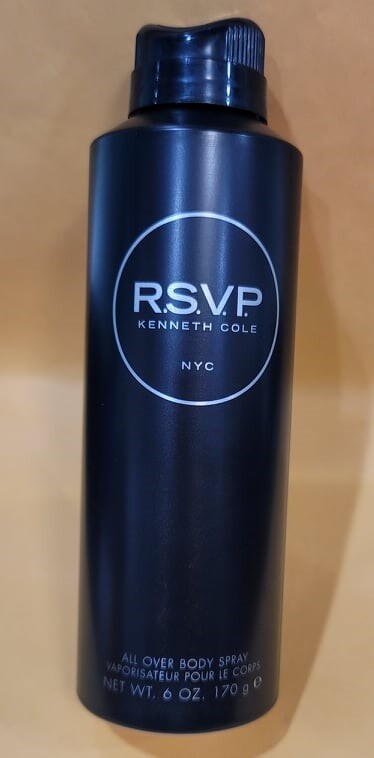 R.S.V.P.
KENNETH COLE
NYC
ALL OVER BODY SPRAY
VAPORISATEUR POUR LE CORPS
NET WT. 6 OZ. 170 g ℮